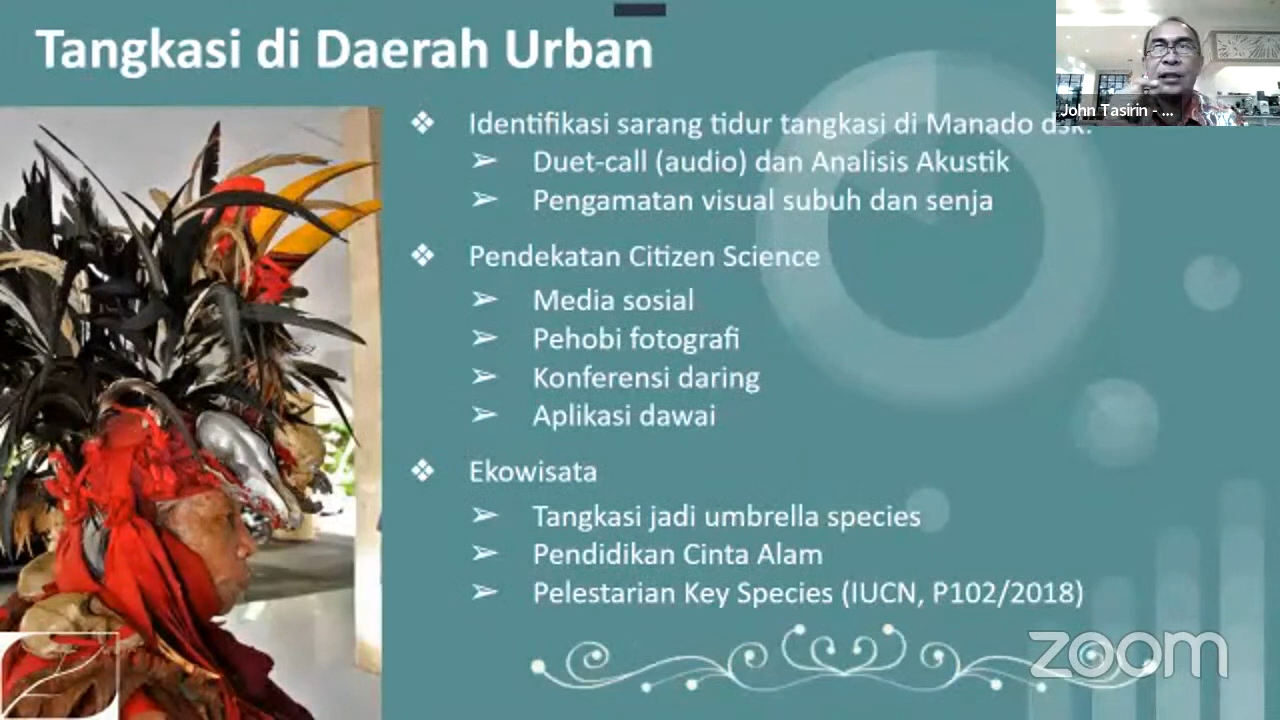 Tangkasi di Daerah Urban
John Tasirin - ...
Identifikasi sarang tidur tangkasi di Manado dsk.
Duet-call (audio) dan Analisis Akustik
Pengamatan visual subuh dan senja
Pendekatan Citizen Science
Media sosial
Pehobi fotografi
Konferensi daring
Aplikasi dawai
Ekowisata
Tangkasi jadi umbrella species
Pendidikan Cinta Alam
Pelestarian Key Species (IUCN, P102/2018)
zoom